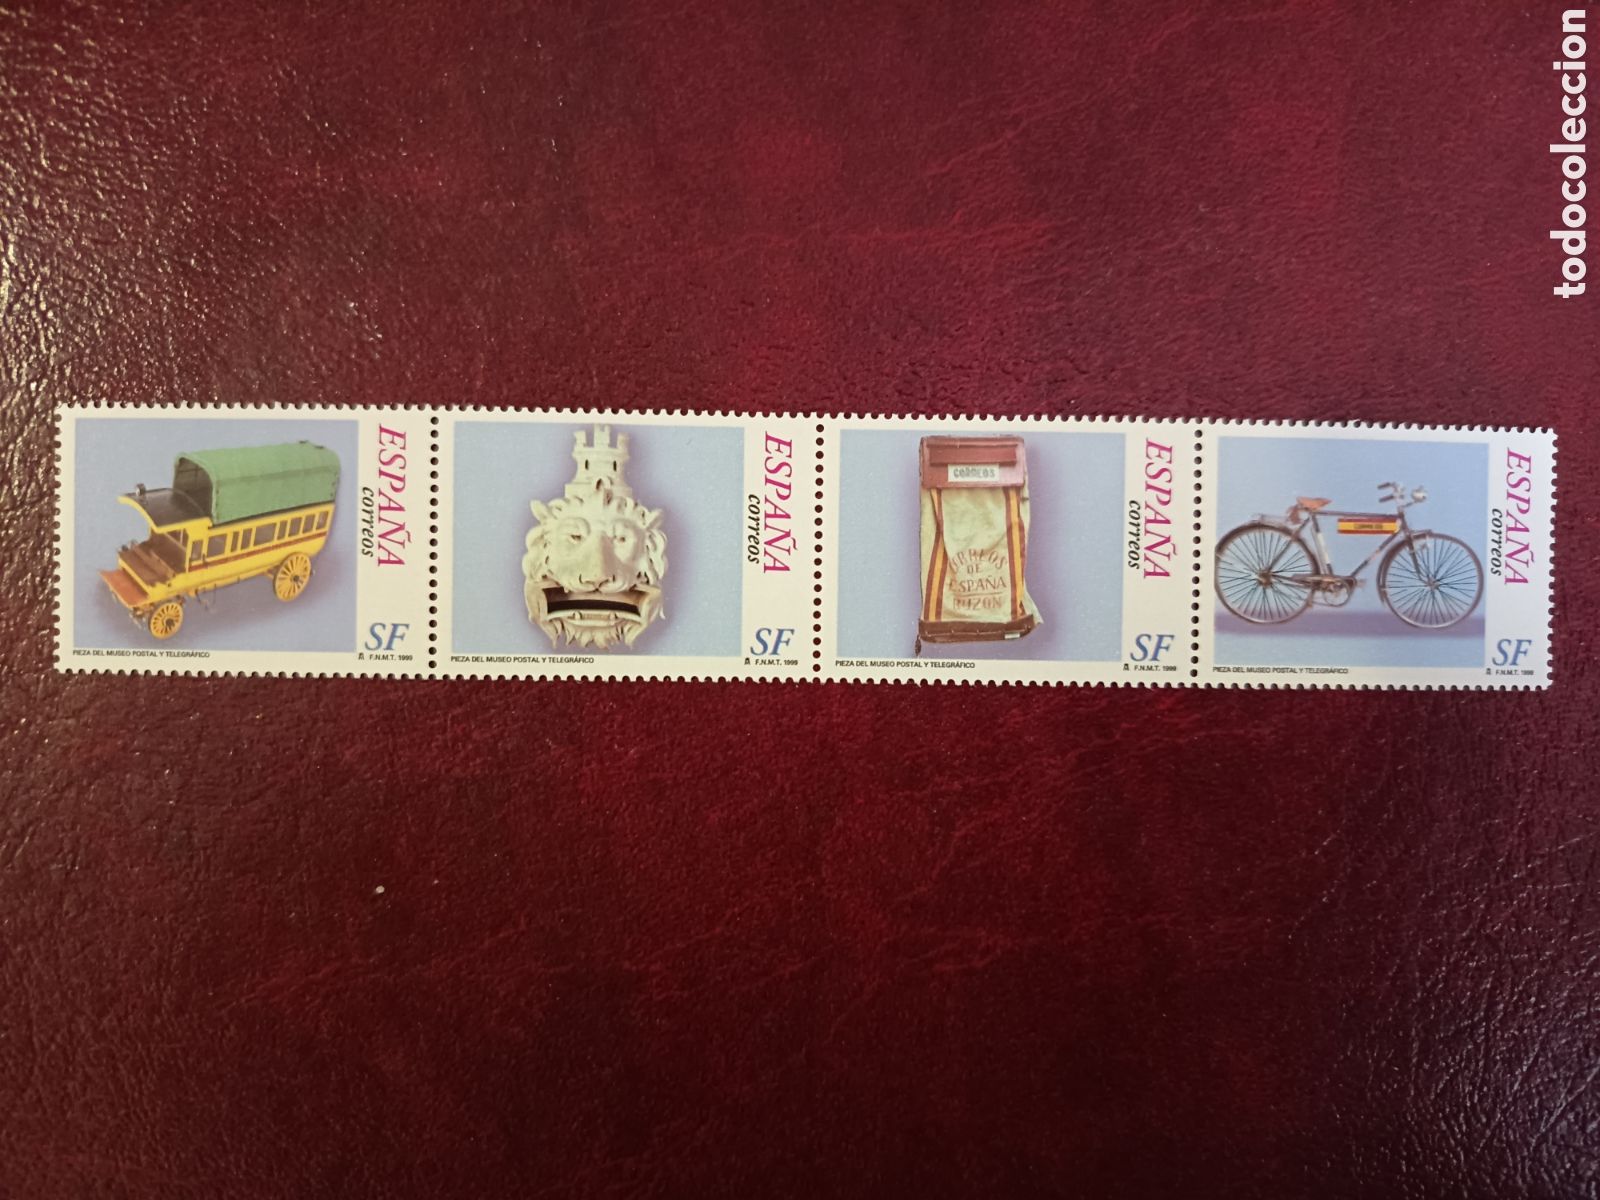 todocoleccion
ESPAÑA
correos
SF
PIEZA DEL MUSEO POSTAL Y TELEGRÁFICO
F.N.M.T. 1999
ESPAÑA
correos
SF
PIEZA DEL MUSEO POSTAL Y TELEGRÁFICO
F.N.M.T. 1999
CORREOS
CORREOS
DE
ESPAÑA
BUZON
ESPAÑA
correos
SF
PIEZA DEL MUSEO POSTAL Y TELEGRÁFICO
F.N.M.T. 1999
CORREOS
ESPAÑA
correos
SF
PIEZA DEL MUSEO POSTAL Y TELEGRÁFICO
F.N.M.T. 1999